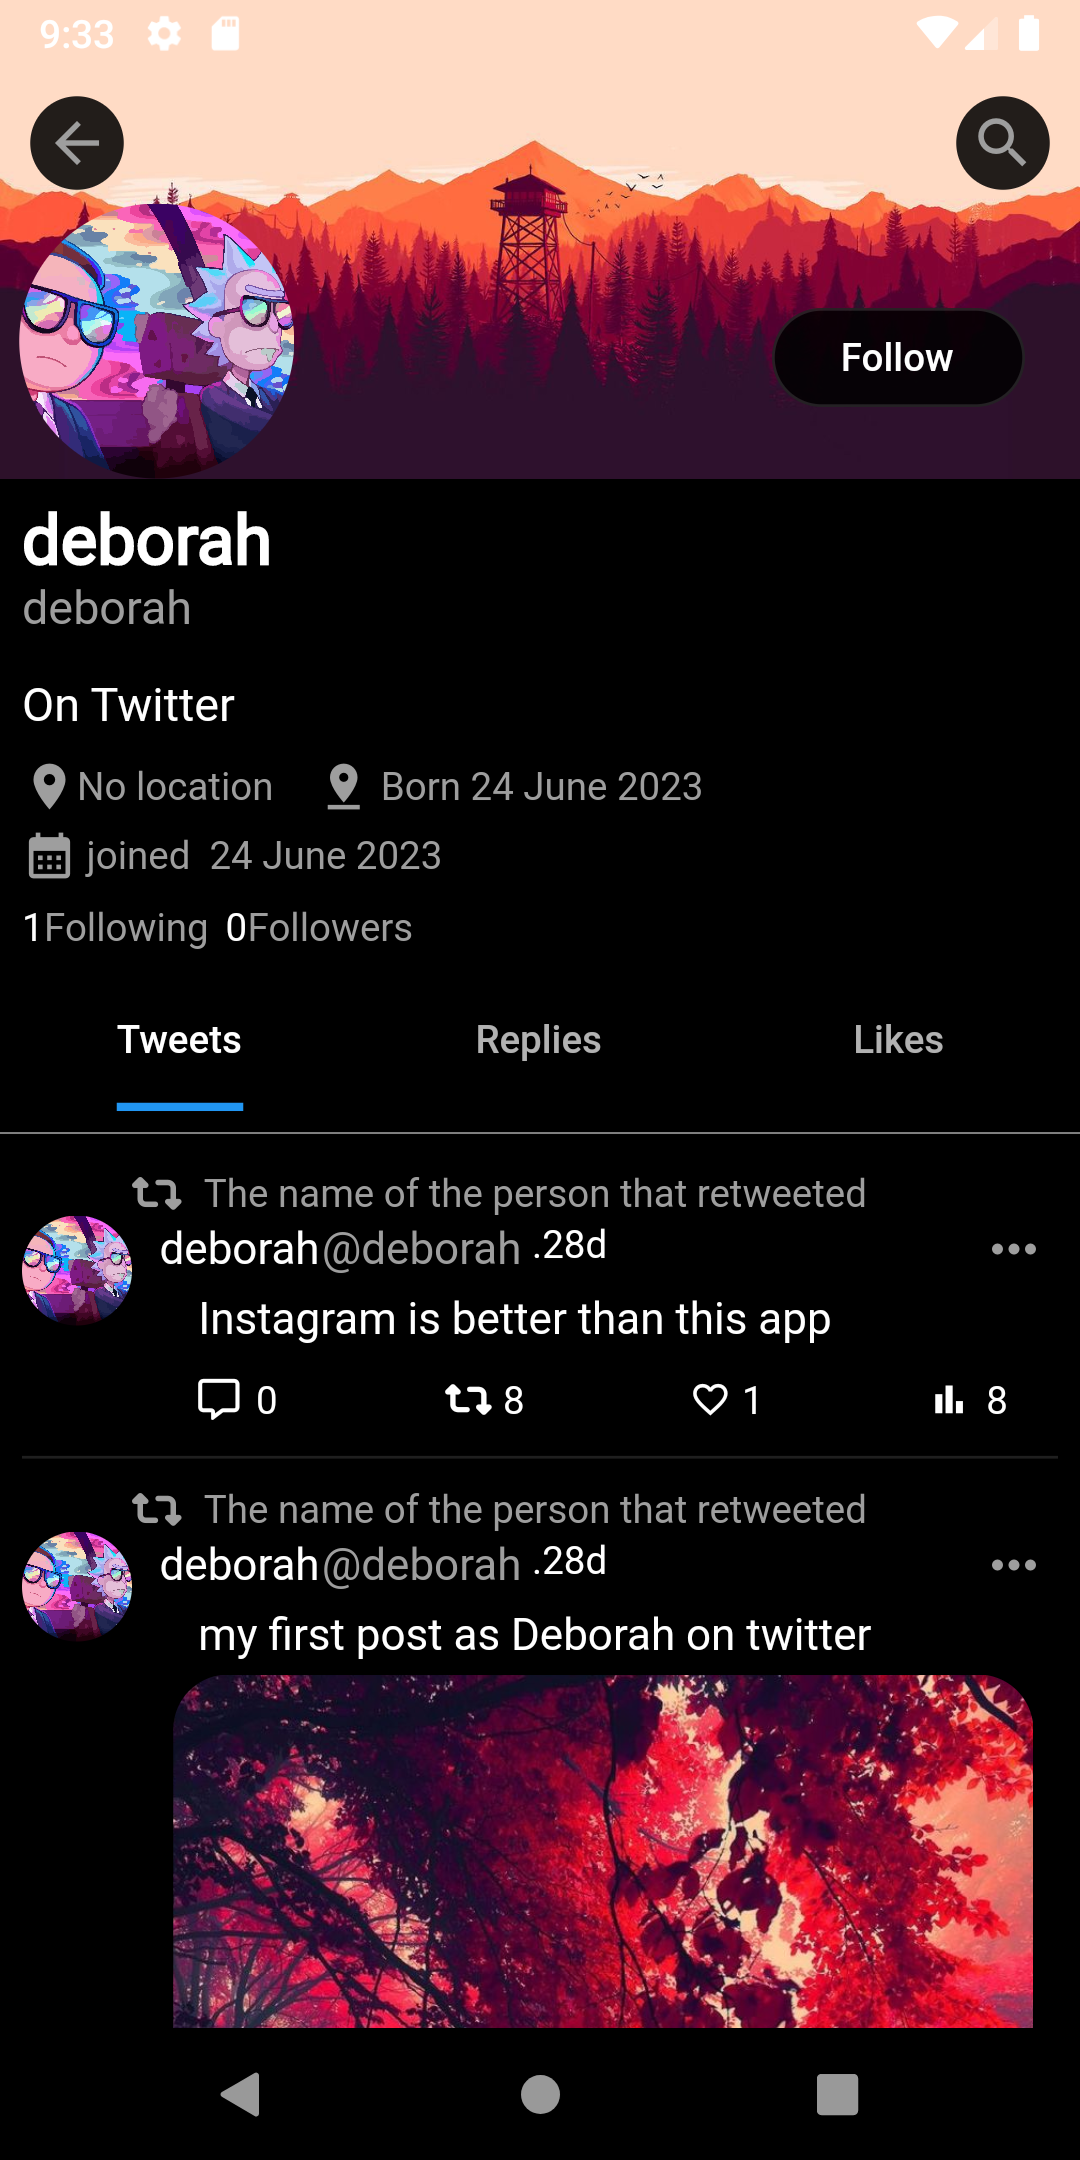 9:33
Follow
deborah
deborah
On Twitter
No location Born 24 June 2023
joined 24 June 2023
1Following 0Followers
Tweets Replies Likes
The name of the person that retweeted
deborah@deborah .28d
Instagram is better than this app
0 8 1 8
The name of the person that retweeted
deborah@deborah .28d
my first post as Deborah on twitter